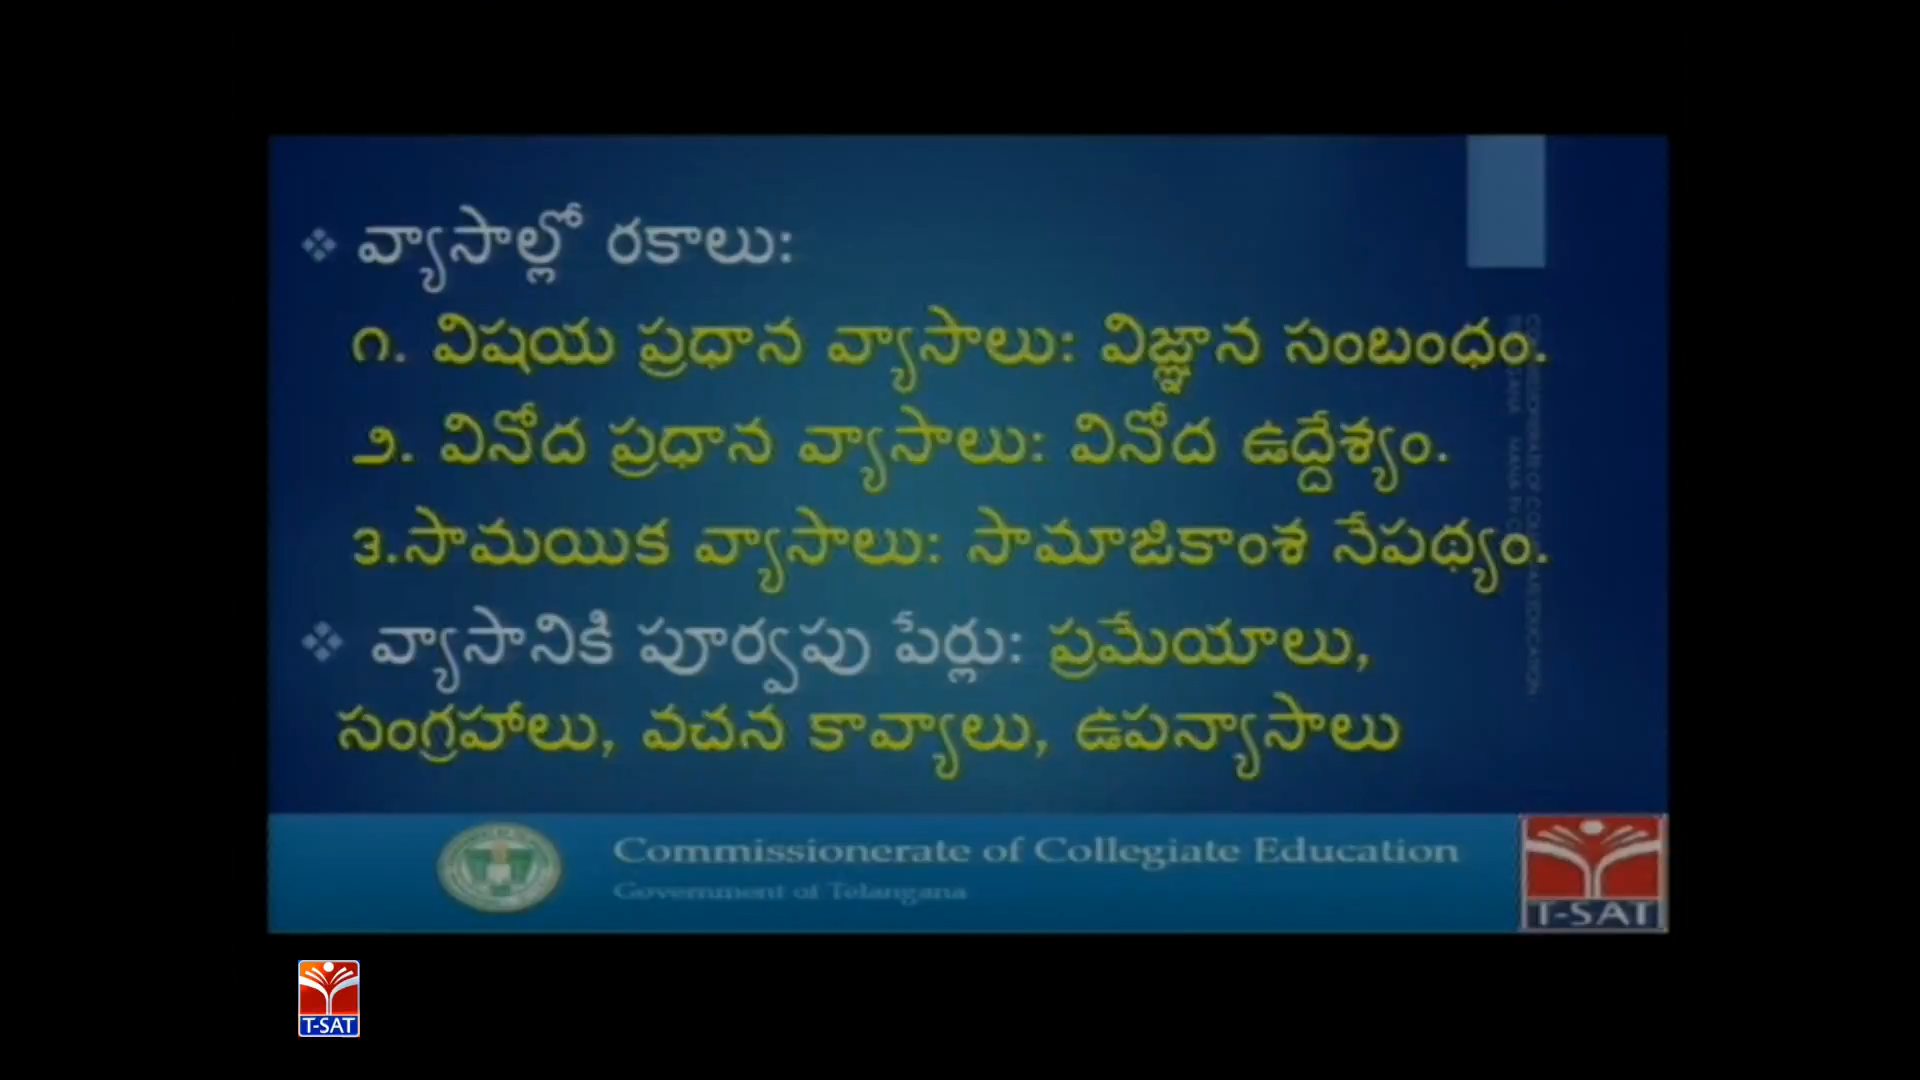 ❖ వ్యాసాల్లో రకాలు:
౧. విషయ ప్రధాన వ్యాసాలు: విజ్ఞాన సంబంధం.
౨. వినోద ప్రధాన వ్యాసాలు: వినోద ఉద్దేశ్యం.
౩.సామయిక వ్యాసాలు: సామాజికాంశ నేపథ్యం.
❖ వ్యాసానికి పూర్వపు పేర్లు: ప్రమేయాలు,
సంగ్రహాలు, వచన కావ్యాలు, ఉపన్యాసాలు
Commissionerate of Collegiate Education
Government of Telangana
T-SAT
T-SAT